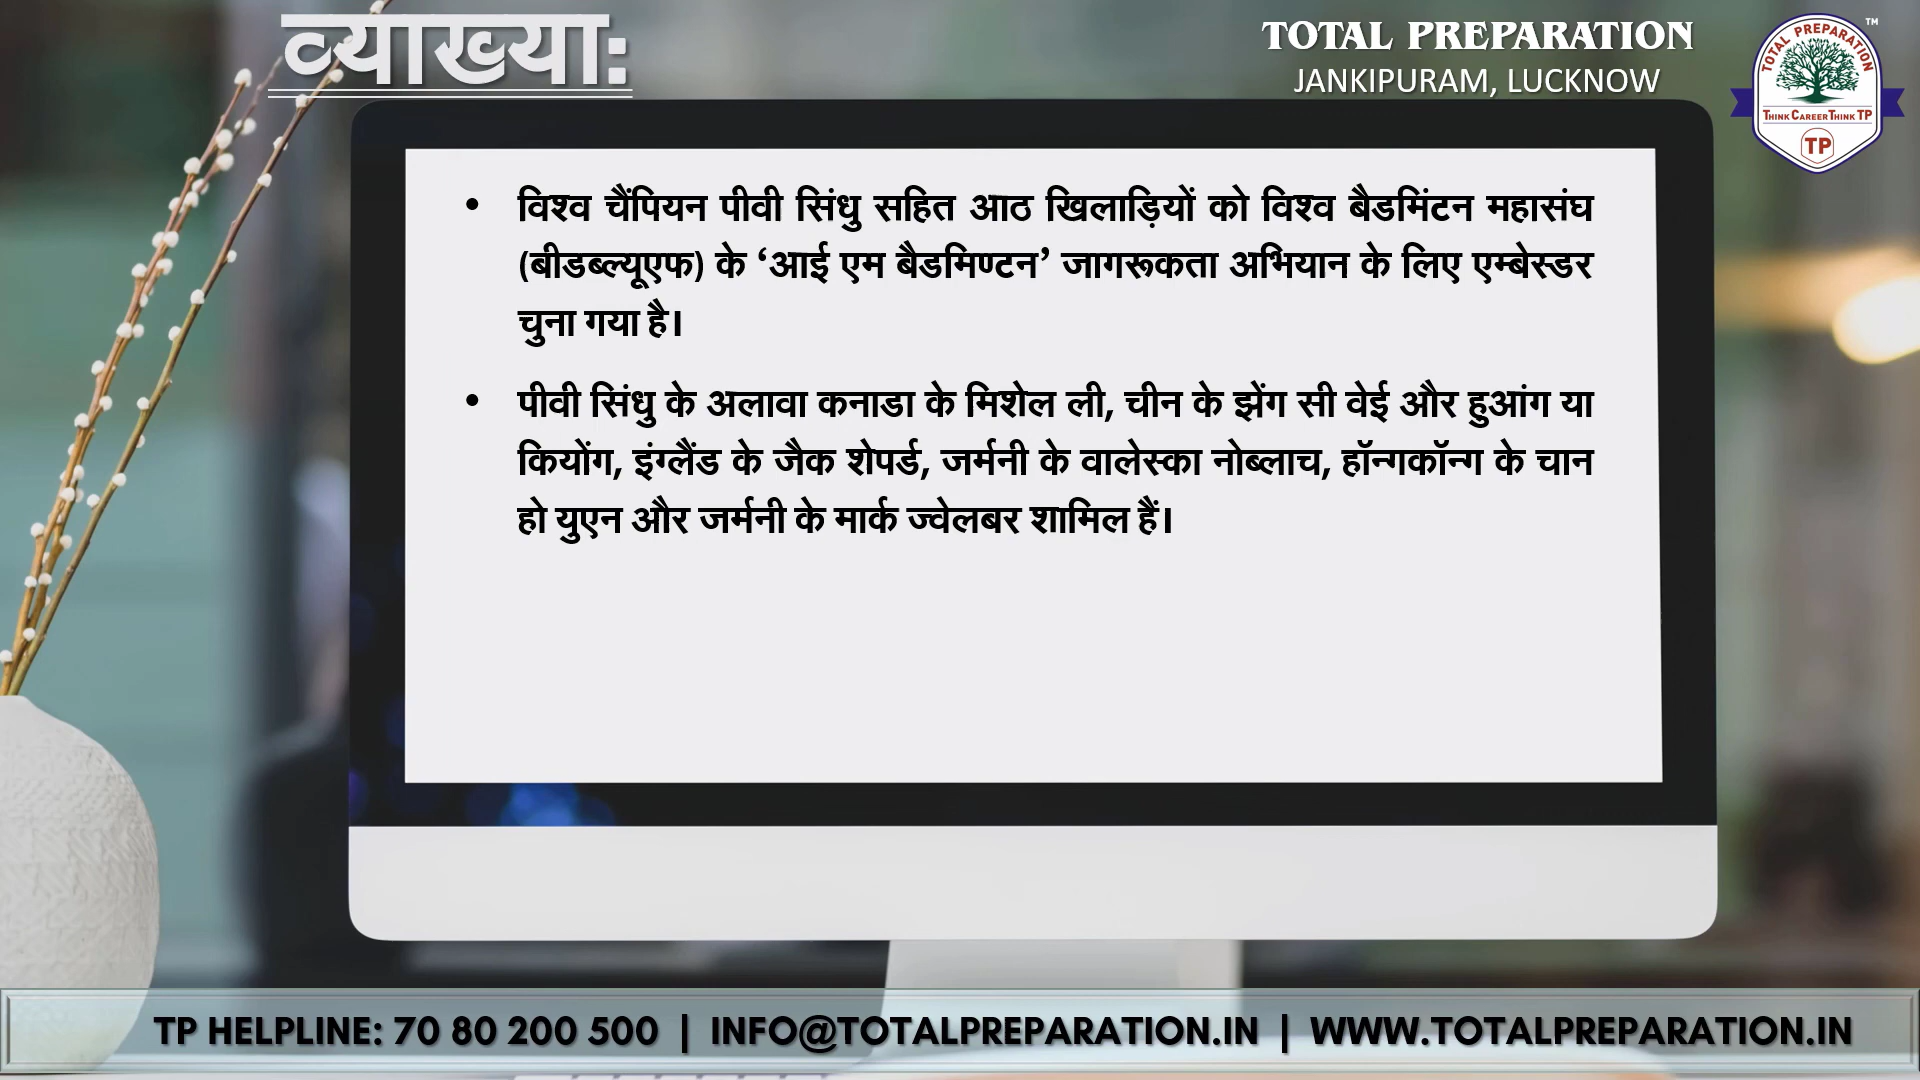 व्याख्या:
TOTAL PREPARATION
JANKIPURAM, LUCKNOW
TM
TOTAL PREPARATION
THINK CAREER THINK TP
TP
• विश्व चैंपियन पीवी सिंधु सहित आठ खिलाड़ियों को विश्व बैडमिंटन महासंघ
(बीडब्ल्यूएफ) के ‘आई एम बैडमिण्टन’ जागरूकता अभियान के लिए एम्बेस्डर
चुना गया है।
• पीवी सिंधु के अलावा कनाडा के मिशेल ली, चीन के झेंग सी वेई और हुआंग या
कियोंग, इंग्लैंड के जैक शेपर्ड, जर्मनी के वालेस्का नोब्लाच, हॉन्गकॉन्ग के चान
हो युएन और जर्मनी के मार्क ज्वेलबर शामिल हैं।
TP HELPLINE: 70 80 200 500 | INFO@TOTALPREPARATION.IN | WWW.TOTALPREPARATION.IN